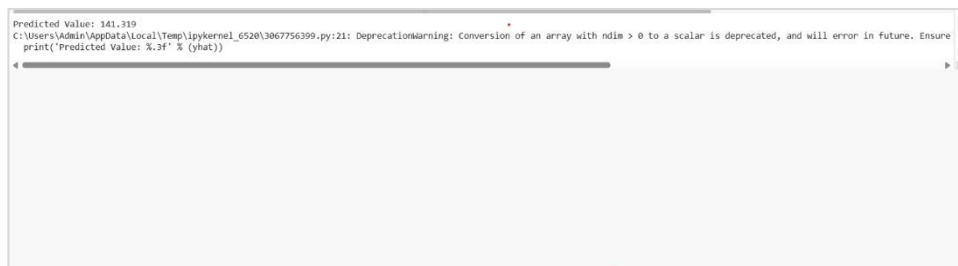 Predicted Value: 141.319
C:\Users\Admin\AppData\Local\Temp\ipykernel_6520\3067756399.py:21: DeprecationWarning: Conversion of an array with ndim > 0 to a scalar is deprecated, and will error in future. Ensure
  print('Predicted Value: %.3f' % (yhat))